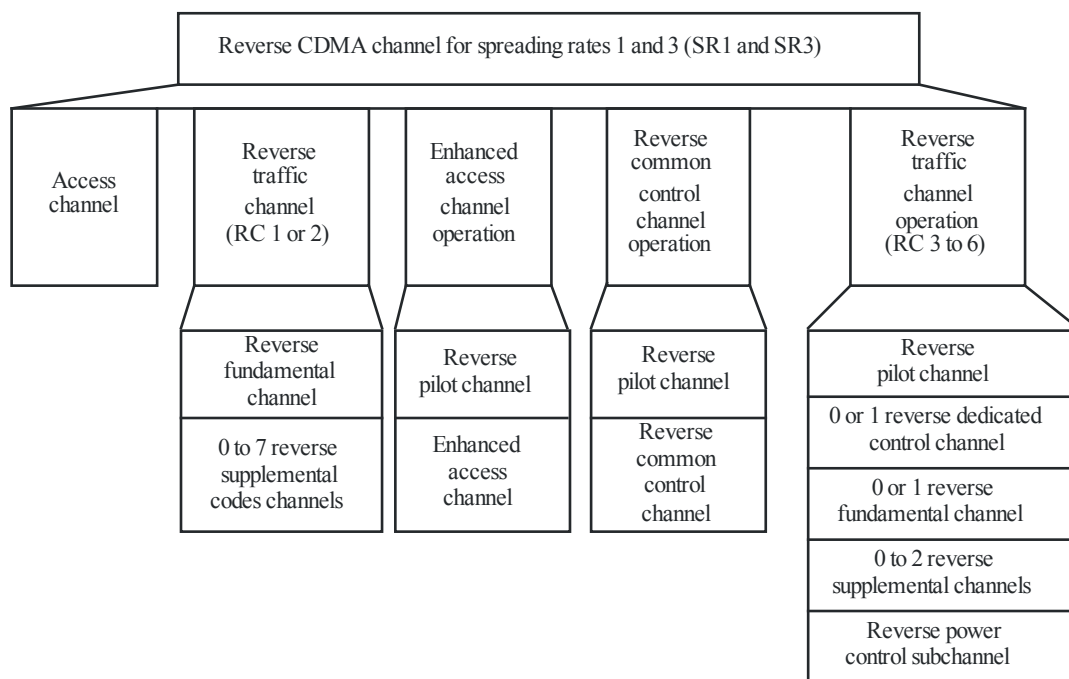 Reverse CDMA channel for spreading rates 1 and 3 (SR1 and SR3)
Access
channel
Reverse
traffic
channel
(RC 1 or 2)
Enhanced
access
channel
operation
Reverse
common
control
channel
operation
Reverse
traffic
channel
operation
(RC 3 to 6)
Reverse
fundamental
channel
0 to 7 reverse
supplemental
codes channels
Reverse
pilot channel
Enhanced
access
channel
Reverse
pilot channel
Reverse
common
control
channel
Reverse
pilot channel
0 or 1 reverse dedicated
control channel
0 or 1 reverse
fundamental channel
0 to 2 reverse
supplemental channels
Reverse power
control subchannel